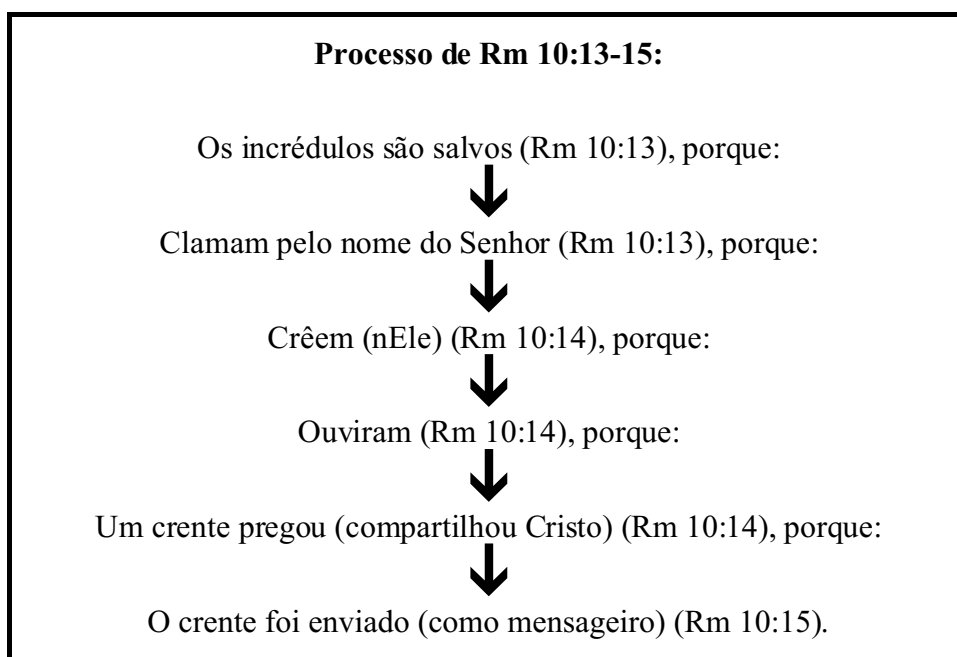 Processo de Rm 10:13-15:
Os incrédulos são salvos (Rm 10:13), porque:
Clamam pelo nome do Senhor (Rm 10:13), porque:
Crêem (nEle) (Rm 10:14), porque:
Ouviram (Rm 10:14), porque:
Um crente pregou (compartilhou Cristo) (Rm 10:14), porque:
O crente foi enviado (como mensageiro) (Rm 10:15).